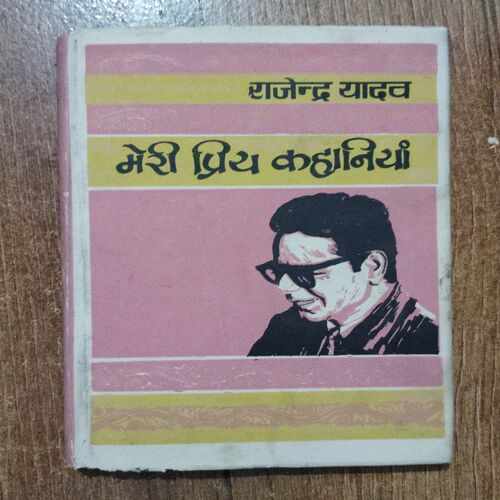 राजेन्द्र यादव
मेरी प्रिय कहानियां